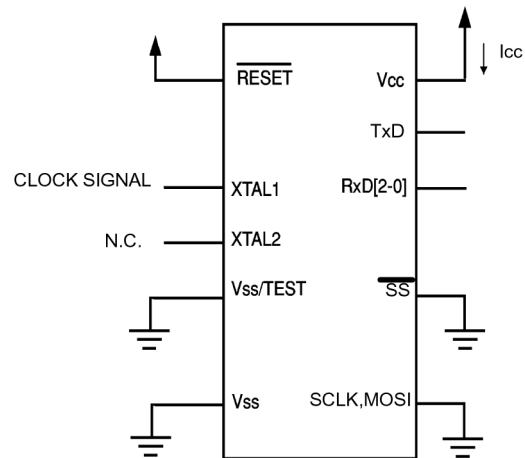 Icc
RESET
Vcc
TxD
CLOCK SIGNAL
XTAL1
RxD[2-0]
N.C.
XTAL2
Vss/TEST
SS
Vss
SCLK,MOSI